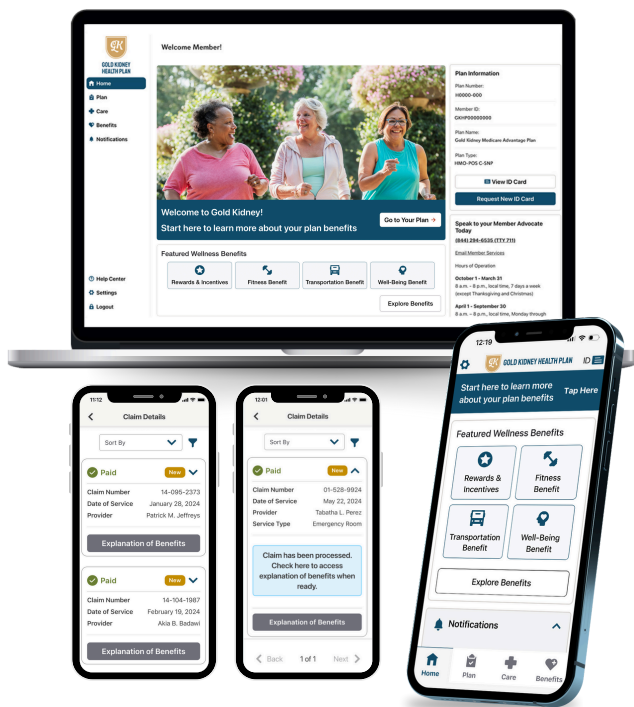 GOLD KIDNEY
HEALTH PLAN
Home
Plan
Care
Benefits
Notifications
Help Center
Settings
Logout
Welcome Member!
Welcome to Gold Kidney!
Start here to learn more about your plan benefits
Go to Your Plan →
Featured Wellness Benefits
Rewards & Incentives
Fitness Benefit
Transportation Benefit
Well-Being Benefit
Explore Benefits
Plan Information
Plan Number:
H0000-000
Member ID:
GKHP00000000
Plan Name:
Gold Kidney Medicare Advantage Plan
Plan Type:
HMO-POS C-SNP
View ID Card
Request New ID Card
Speak to your Member Advocate
Today
(844) 294-6535 (TTY 711)
Email Member Services
Hours of Operation
October 1 - March 31
8 a.m. - 8 p.m., local time, 7 days a week
(except Thanksgiving and Christmas)
April 1 - September 30
8 a.m. - 8 p.m., local time, Monday through
11:12
Claim Details
Sort By
Paid New
Claim Number 14-095-2373
Date of Service January 28, 2024
Provider Patrick M. Jeffreys
Explanation of Benefits
Paid New
Claim Number 14-104-1967
Date of Service February 19, 2024
Provider Akia B. Badawi
Explanation of Benefits
12:01
Claim Details
Sort By
Paid New
Claim Number 01-528-9924
Date of Service May 22, 2024
Provider Tabatha L. Perez
Service Type Emergency Room
Claim has been processed.
Check here to access
explanation of benefits when
ready.
Explanation of Benefits
Back 1 of 1 Next
12:19
GK GOLD KIDNEY HEALTH PLAN ID
Start here to learn more
about your plan benefits
Tap Here
Featured Wellness Benefits
Rewards &
Incentives
Fitness
Benefit
Transportation
Benefit
Well-Being
Benefit
Explore Benefits
Notifications
Home Plan Care Benefits